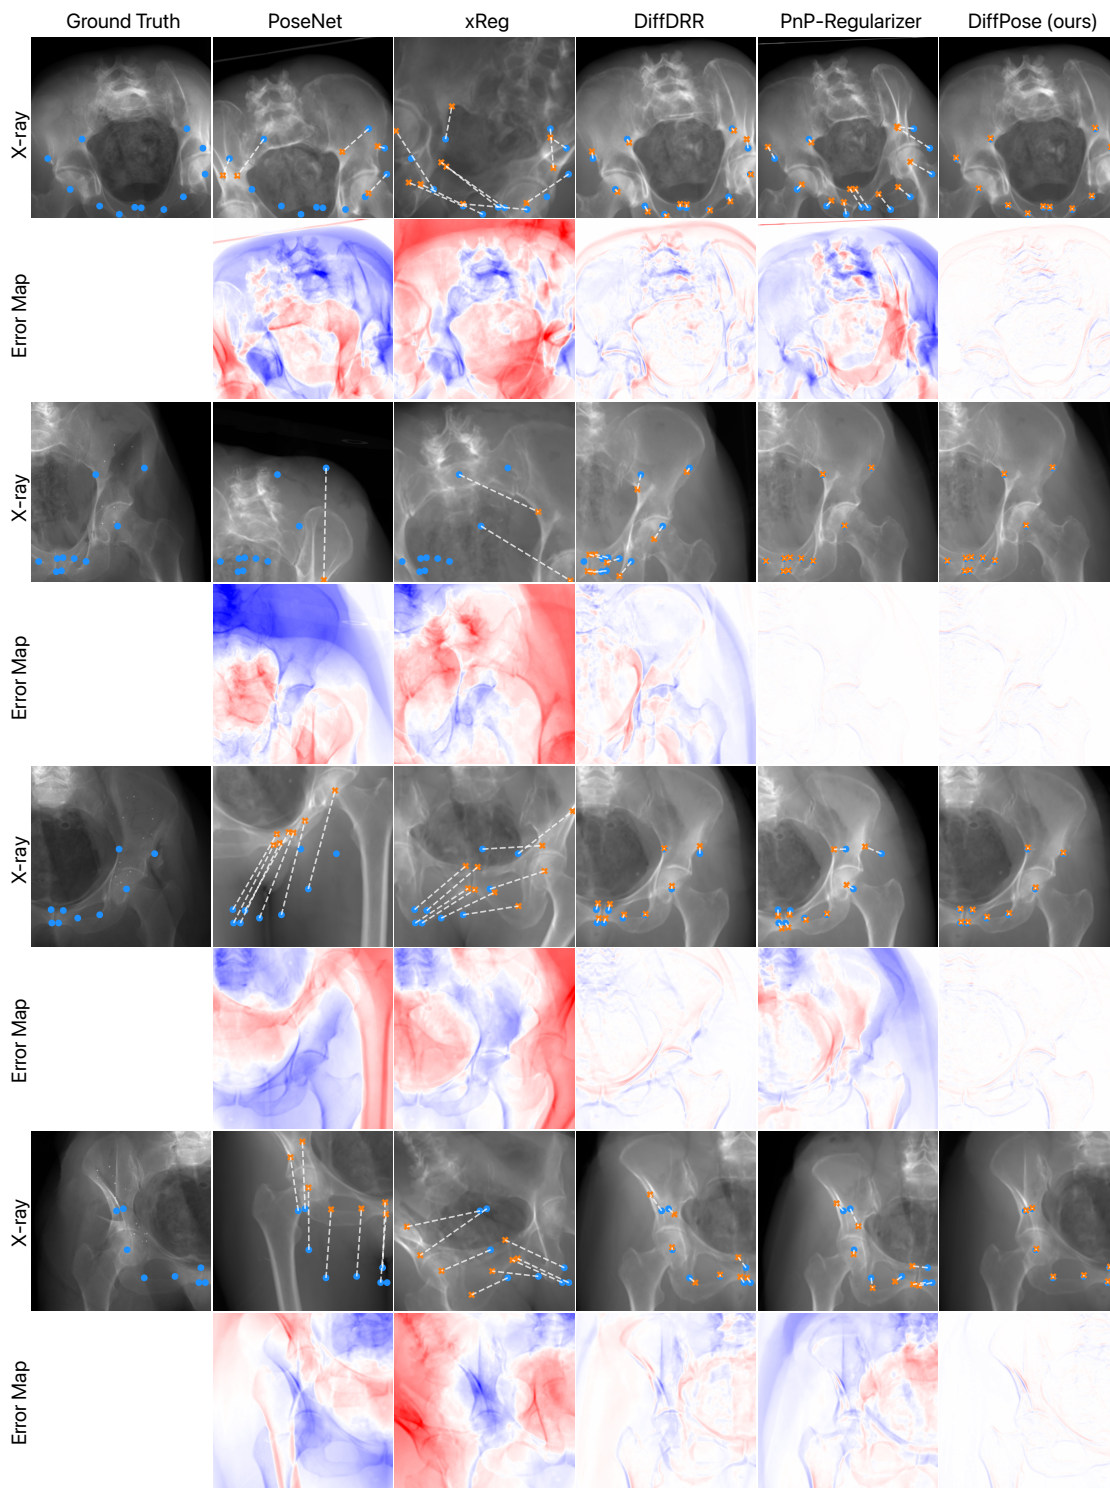 Ground Truth PoseNet xReg DiffDRR PnP-Regularizer DiffPose (ours)
X-ray
Error Map
X-ray
Error Map
X-ray
Error Map
X-ray
Error Map